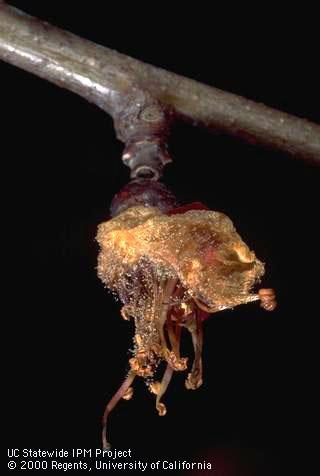 UC Statewide IPM Project
© 2000 Regents, University of California